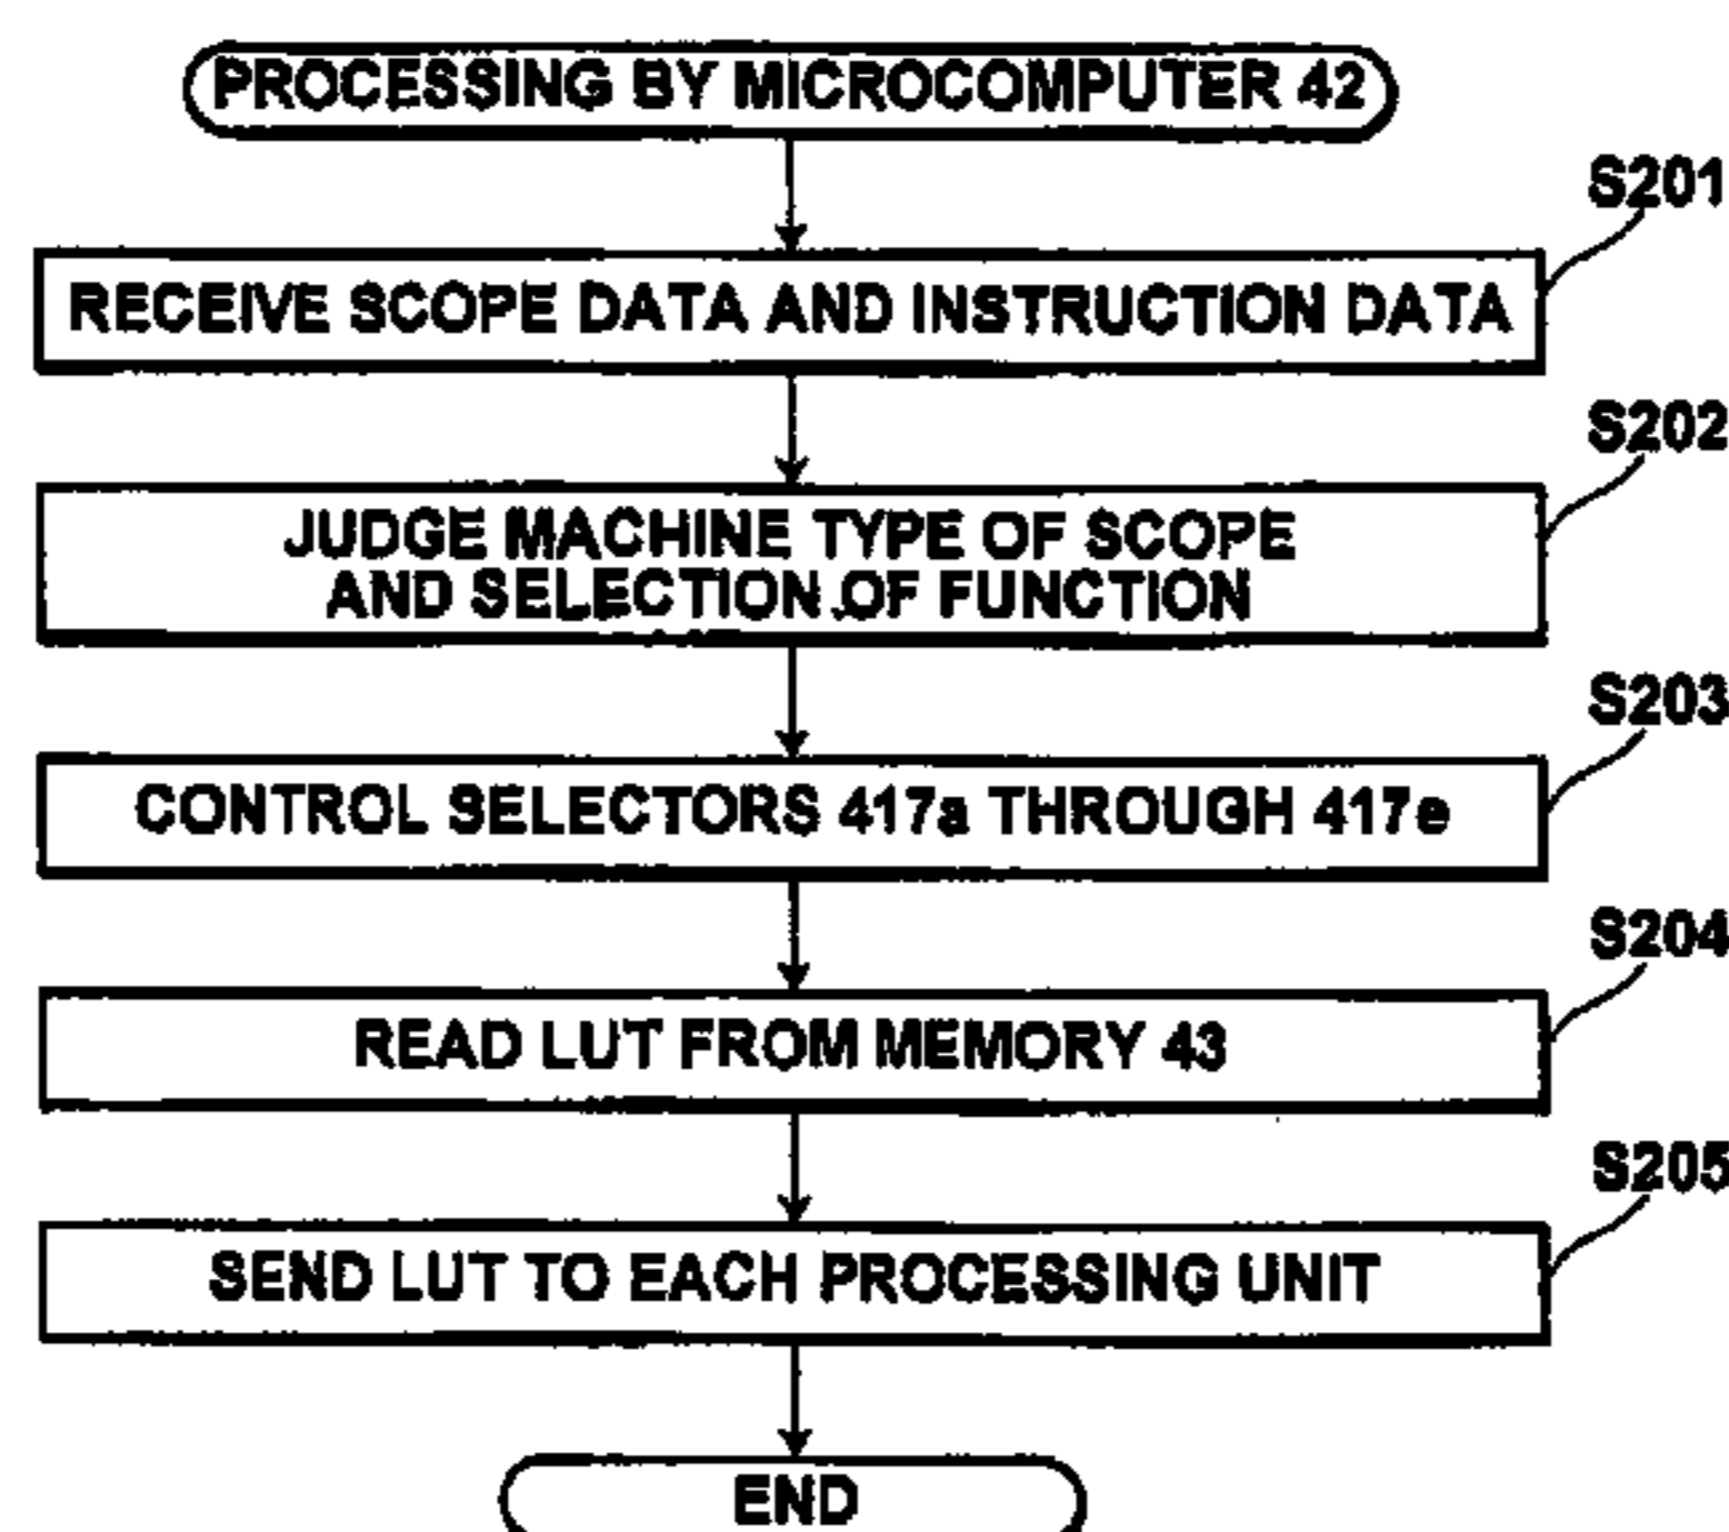 PROCESSING BY MICROCOMPUTER 42
S201
RECEIVE SCOPE DATA AND INSTRUCTION DATA
S202
JUDGE MACHINE TYPE OF SCOPE
AND SELECTION OF FUNCTION
S203
CONTROL SELECTORS 417a THROUGH 417e
S204
READ LUT FROM MEMORY 43
S205
SEND LUT TO EACH PROCESSING UNIT
END